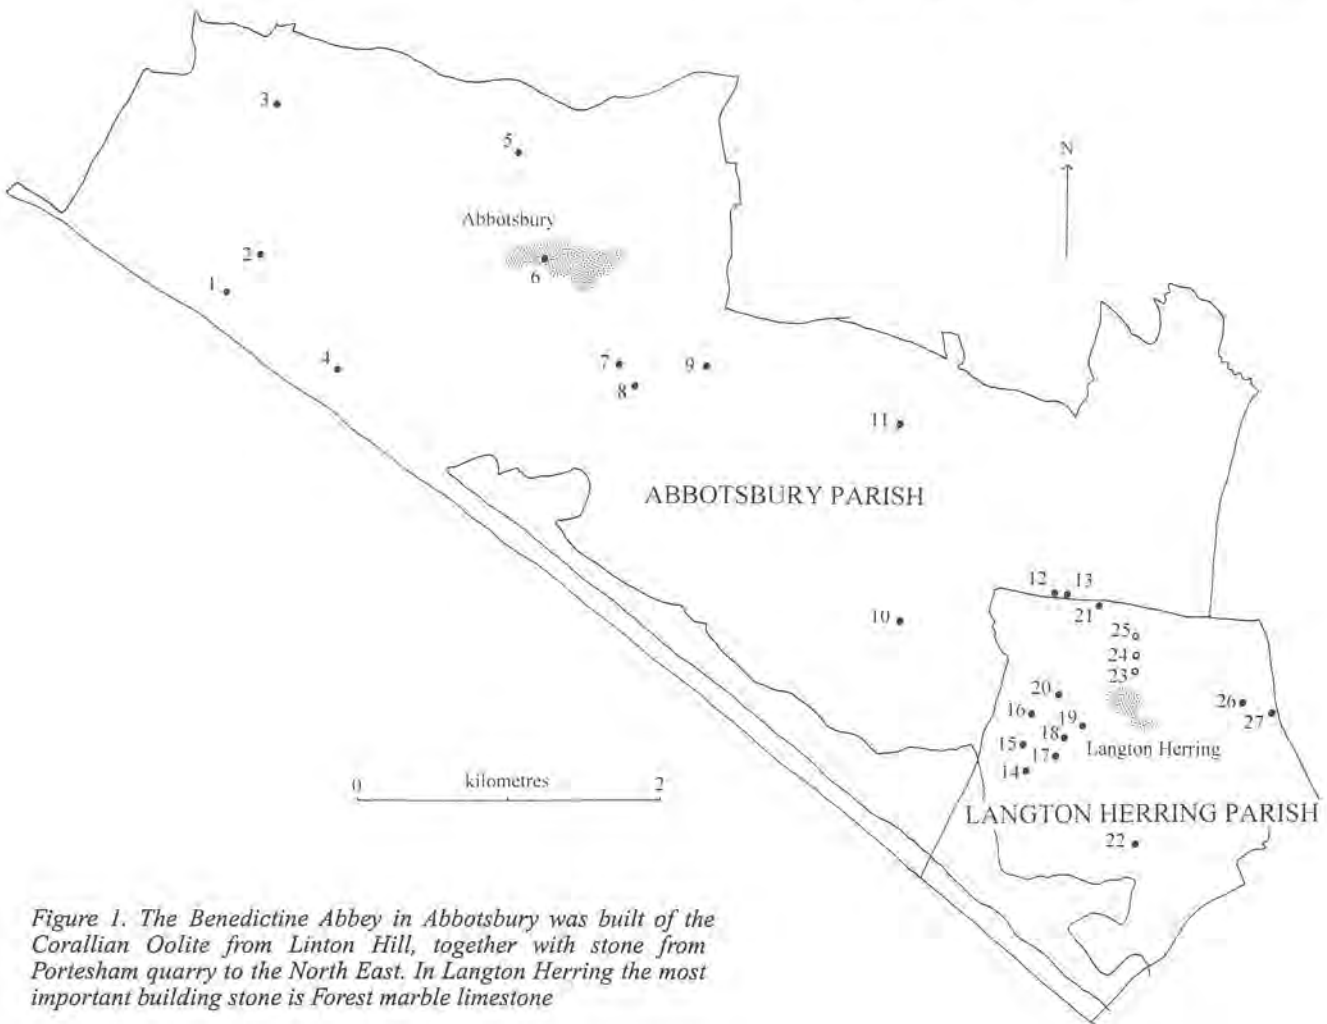 3
N
5
Abbotsbury
2
6
1
4
7
9
8
11
ABBOTSBURY PARISH
12
13
21
10
25
24
23
20
26
16
19
27
18
Langton Herring
15
17
14
0
kilometres
2
LANGTON HERRING PARISH
22
Figure 1. The Benedictine Abbey in Abbotsbury was built of the
Corallian Oolite from Linton Hill, together with stone from
Portesham quarry to the North East. In Langton Herring the most
important building stone is Forest marble limestone